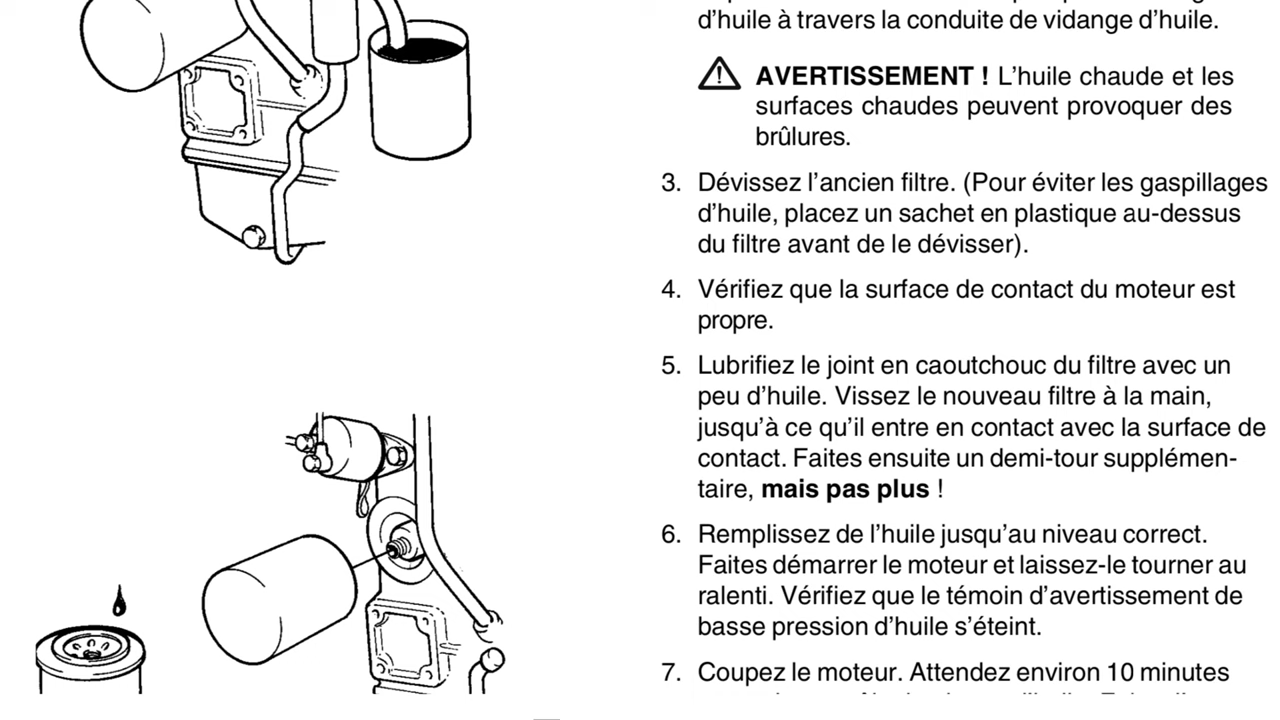 d’huile à travers la conduite de vidange d’huile.
AVERTISSEMENT ! L’huile chaude et les
surfaces chaudes peuvent provoquer des
brûlures.
3. Dévissez l’ancien filtre. (Pour éviter les gaspillages
d’huile, placez un sachet en plastique au-dessus
du filtre avant de le dévisser).
4. Vérifiez que la surface de contact du moteur est
propre.
5. Lubrifiez le joint en caoutchouc du filtre avec un
peu d’huile. Vissez le nouveau filtre à la main,
jusqu’à ce qu’il entre en contact avec la surface de
contact. Faites ensuite un demi-tour supplémen-
taire, mais pas plus !
6. Remplissez de l’huile jusqu’au niveau correct.
Faites démarrer le moteur et laissez-le tourner au
ralenti. Vérifiez que le témoin d’avertissement de
basse pression d’huile s’éteint.
7. Coupez le moteur. Attendez environ 10 minutes